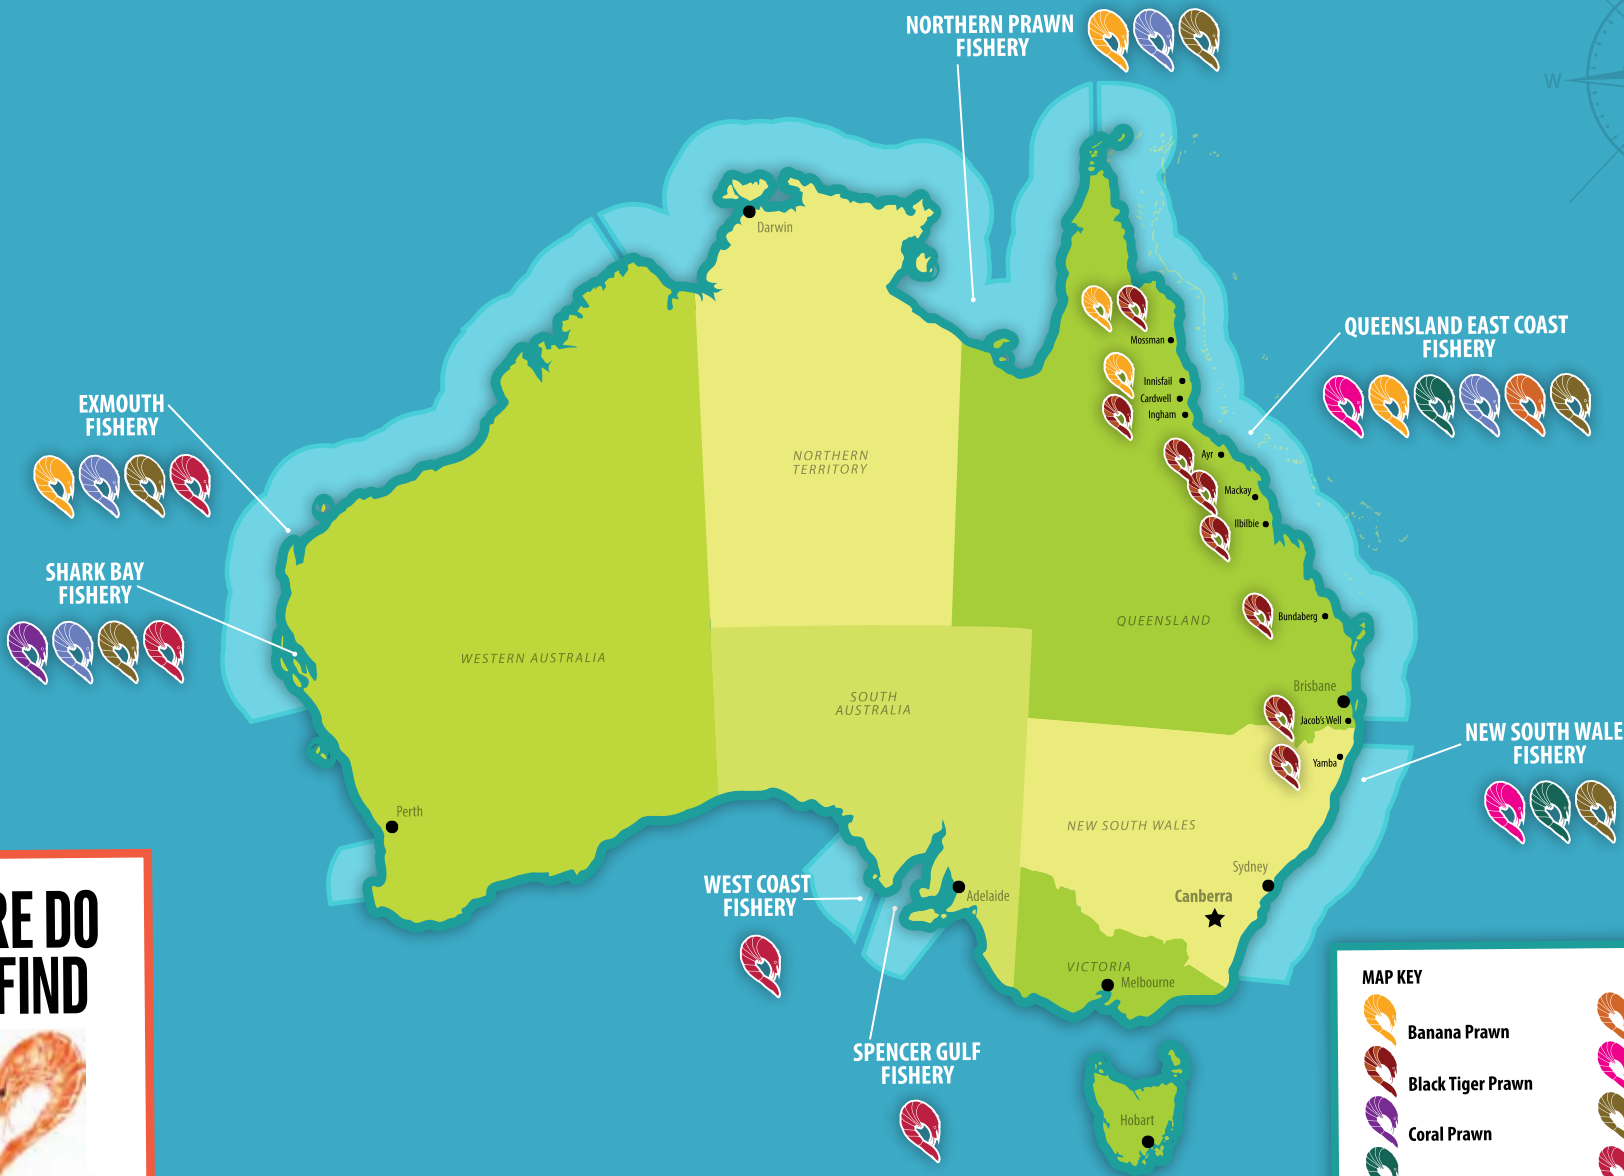 NORTHERN PRAWN
FISHERY
W
Darwin
QUEENSLAND EAST COAST
FISHERY
Mossman
Innisfail
Cardwell
Ingham
EXMOUTH
FISHERY
NORTHERN
TERRITORY
Ayr
Mackay
Ilbilbie
SHARK BAY
FISHERY
QUEENSLAND
Bundaberg
WESTERN AUSTRALIA
SOUTH
AUSTRALIA
Brisbane
Jacob's Well
NEW SOUTH WALE
FISHERY
Yamba
Perth
NEW SOUTH WALES
Sydney
WEST COAST
FISHERY
Adelaide
Canberra
RE DO
FIND
VICTORIA
Melbourne
SPENCER GULF
FISHERY
Hobart
MAP KEY
Banana Prawn
Black Tiger Prawn
Coral Prawn